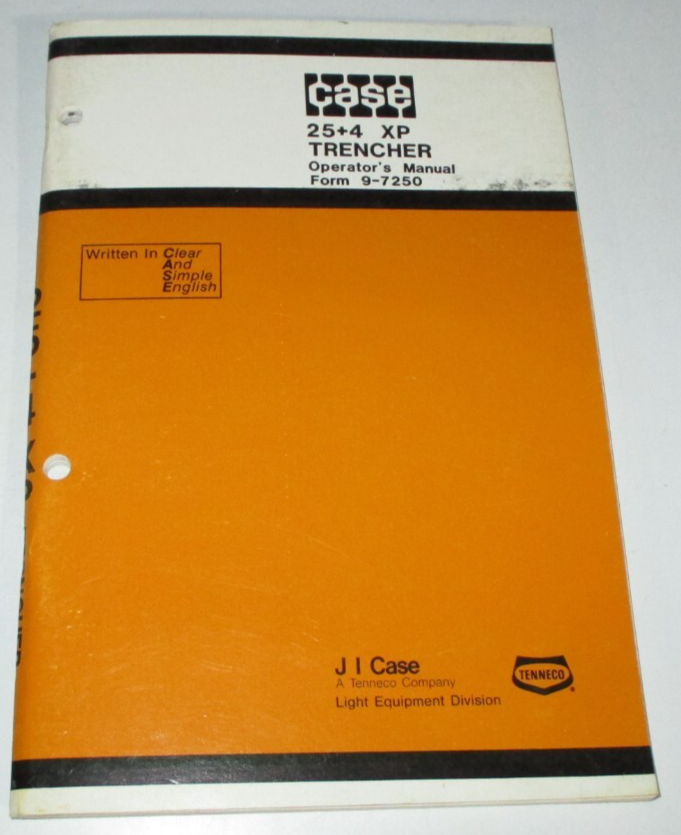 case
25+4 XP
TRENCHER
Operator's Manual
Form 9-7250
Written In Clear
And
Simple
English
J I Case
A Tenneco Company
Light Equipment Division
TENNECO